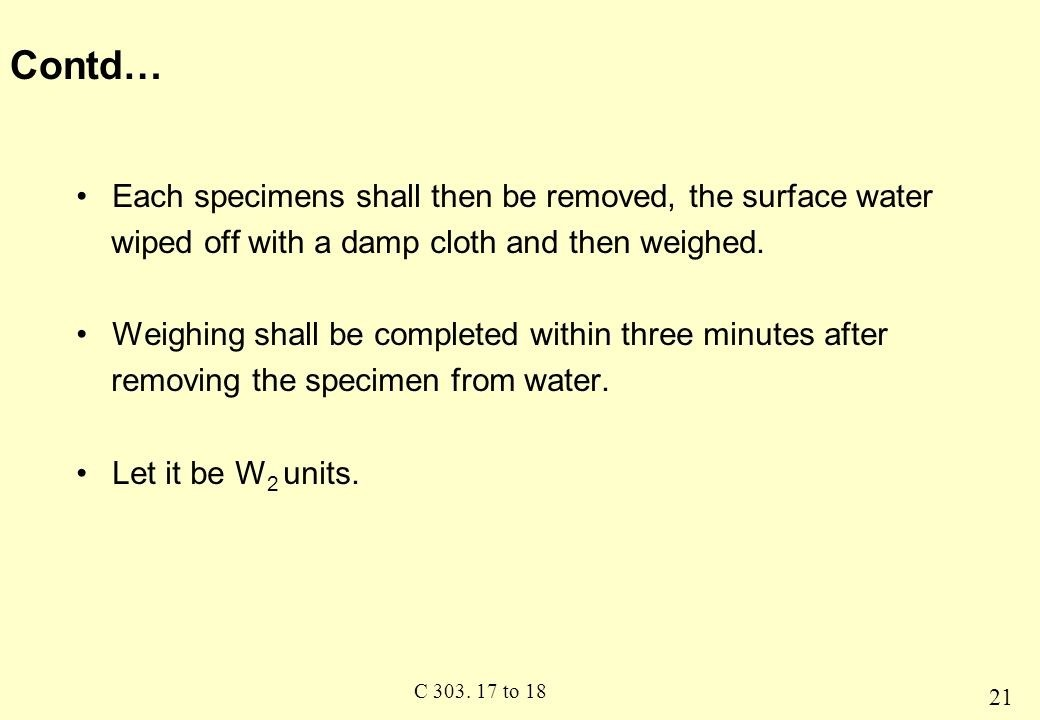 Contd…
• Each specimens shall then be removed, the surface water
wiped off with a damp cloth and then weighed.
• Weighing shall be completed within three minutes after
removing the specimen from water.
• Let it be W₂ units.
C 303. 17 to 18
21